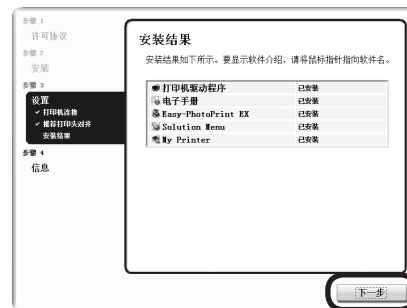 步骤 1
许可协议
步骤 2
安装
步骤 3
设置
✓ 打印机连接
✓ 推荐打印头对齐
安装结果
步骤 4
信息
安装结果
安装结果如下所示。要显示软件介绍，请将鼠标指针指向软件名。
打印机驱动程序 已安装
电子手册 已安装
Easy-PhotoPrint EX 已安装
Solution Menu 已安装
My Printer 已安装
下一步